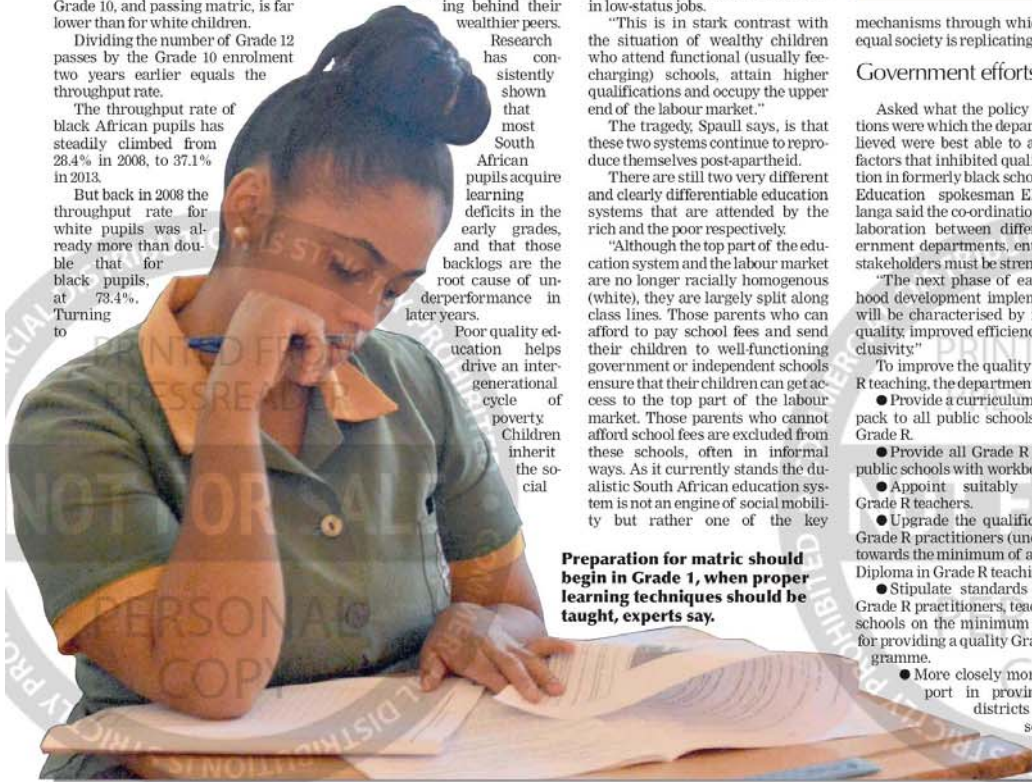 Grade 10, and passing matric, is far
lower than for white children.
Dividing the number of Grade 12
passes by the Grade 10 enrolment
two years earlier equals the
throughput rate.
The throughput rate of
black African pupils has
steadily climbed from
28.4% in 2008, to 37.1%
in 2013.
But back in 2008 the
throughput rate for
white pupils was al-
ready more than dou-
ble that for
black pupils,
at 73.4%.
Turning
to
ing behind their
wealthier peers.
Research
has con-
sistently
shown
that
most
South
African
pupils acquire
learning
deficits in the
early grades,
and that those
backlogs are the
root cause of un-
derperformance in
later years.
Poor quality ed-
ucation helps
drive an inter-
generational
cycle of
poverty.
Children
inherit
the so-
cial
in low-status jobs.
"This is in stark contrast with
the situation of wealthy children
who attend functional (usually fee-
charging) schools, attain higher
qualifications and occupy the upper
end of the labour market."
The tragedy, Spaull says, is that
these two systems continue to repro-
duce themselves post-apartheid.
There are still two very different
and clearly differentiable education
systems that are attended by the
rich and the poor respectively.
"Although the top part of the edu-
cation system and the labour market
are no longer racially homogenous
(white), they are largely split along
class lines. Those parents who can
afford to pay school fees and send
their children to well-functioning
government or independent schools
ensure that their children can get ac-
cess to the top part of the labour
market. Those parents who cannot
afford school fees are excluded from
these schools, often in informal
ways. As it currently stands the du-
alistic South African education sys-
tem is not an engine of social mobili-
ty but rather one of the key
Preparation for matric should
begin in Grade 1, when proper
learning techniques should be
taught, experts say.
mechanisms through whi
equal society is replicating
Government efforts
Asked what the policy
tions were which the depar
lieved were best able to a
factors that inhibited quali
tion in formerly black scho
Education spokesman E
langa said the co-ordinatio
laboration between differ
ernment departments, en
stakeholders must be stren
"The next phase of ea
hood development implem
will be characterised by
quality, improved efficien
clusivity."
To improve the quality
R teaching, the department
● Provide a curriculum
pack to all public schools
Grade R.
● Provide all Grade R
public schools with workbo
● Appoint suitably
Grade R teachers.
● Upgrade the qualific
Grade R practitioners (und
towards the minimum of a
Diploma in Grade R teachi
● Stipulate standards
Grade R practitioners, teac
schools on the minimum
for providing a quality Gra
gramme.
● More closely mon
port in provin
districts
s
PRINTED FROM
PRESSREADER
NOT FOR SALE
PERSONAL
COPY